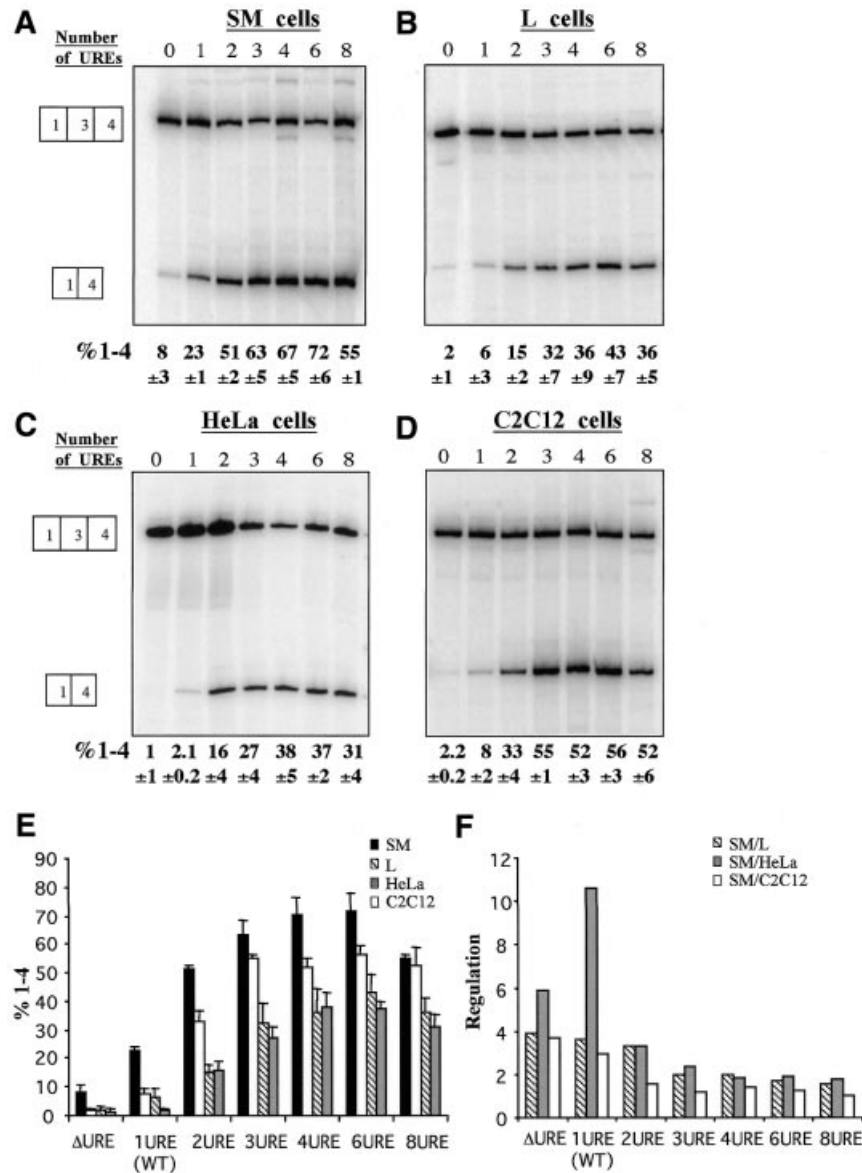 A SM cells
Number of UREs
0 1 2 3 4 6 8
1 3 4
1 4
%1-4 8 23 51 63 67 72 55
±3 ±1 ±2 ±5 ±5 ±6 ±1
B L cells
0 1 2 3 4 6 8
2 6 15 32 36 43 36
±1 ±3 ±2 ±7 ±9 ±7 ±5
C HeLa cells
Number of UREs
0 1 2 3 4 6 8
1 3 4
1 4
%1-4 1 2.1 16 27 38 37 31
±1 ±0.2 ±4 ±4 ±5 ±2 ±4
D C2C12 cells
0 1 2 3 4 6 8
2.2 8 33 55 52 56 52
±0.2 ±2 ±4 ±1 ±3 ±3 ±6
E
SM
L
HeLa
C2C12
% 1-4
90
80
70
60
50
40
30
20
10
0
ΔURE 1URE 2URE 3URE 4URE 6URE 8URE
(WT)
F
SM/L
SM/HeLa
SM/C2C12
Regulation
12
10
8
6
4
2
0
ΔURE 1URE 2URE 3URE 4URE 6URE 8URE
(WT)